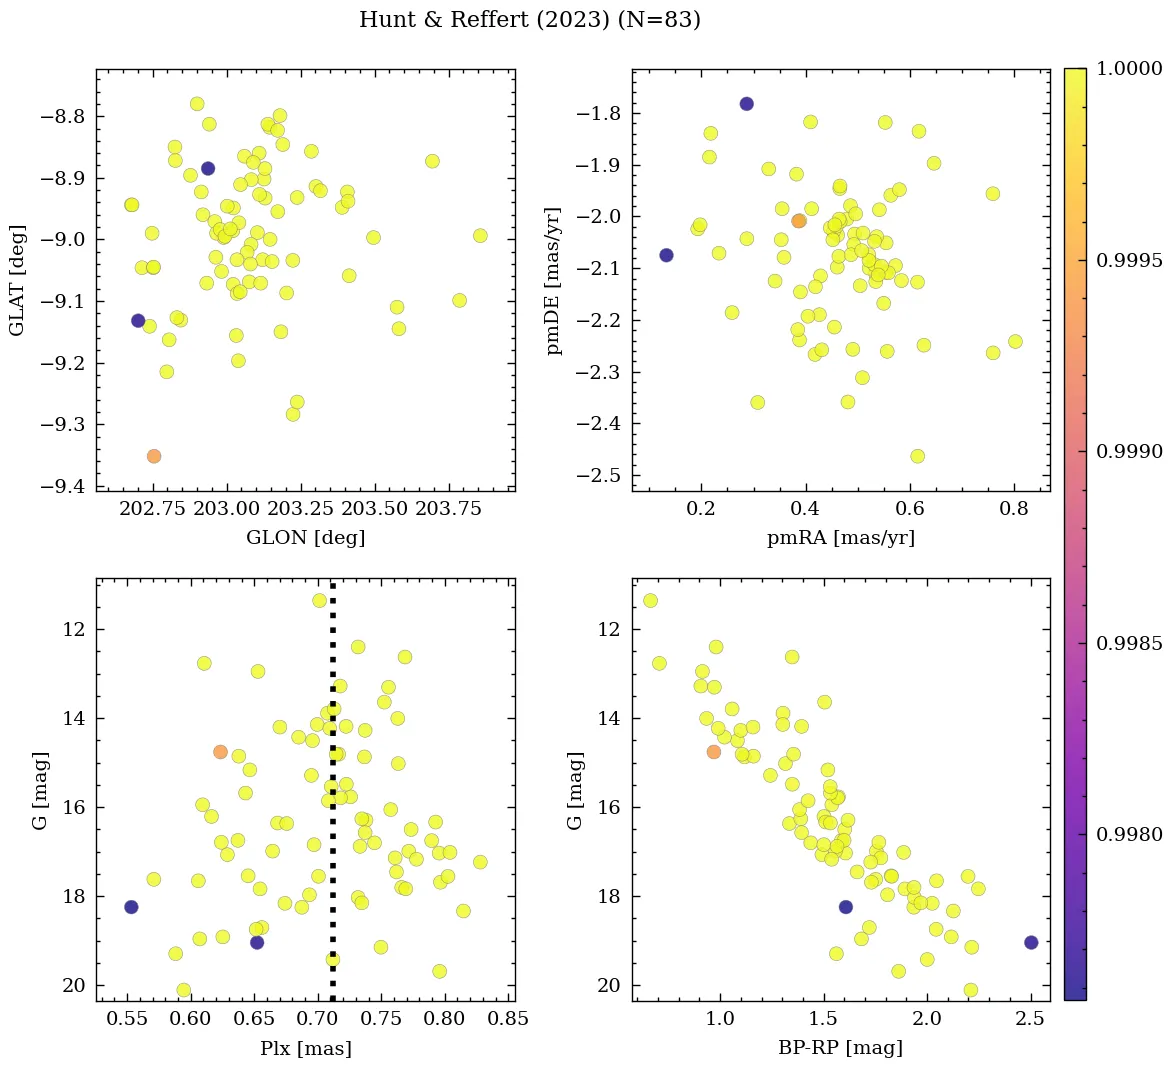 Hunt & Reffert (2023) (N=83)
−8.8
−8.9
−9.0
−9.1
−9.2
−9.3
−9.4
GLAT [deg]
202.75 203.00 203.25 203.50 203.75
GLON [deg]
−1.8
−1.9
−2.0
−2.1
−2.2
−2.3
−2.4
−2.5
pmDE [mas/yr]
0.2 0.4 0.6 0.8
pmRA [mas/yr]
1.0000
0.9995
0.9990
0.9985
0.9980
12
14
16
18
20
G [mag]
0.55 0.60 0.65 0.70 0.75 0.80 0.85
Plx [mas]
12
14
16
18
20
G [mag]
1.0 1.5 2.0 2.5
BP-RP [mag]